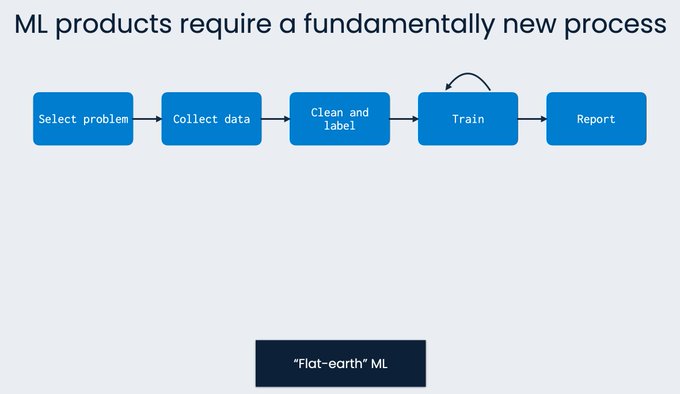 ML products require a fundamentally new process
Select problem
Collect data
Clean and
label
Train
Report
“Flat-earth” ML